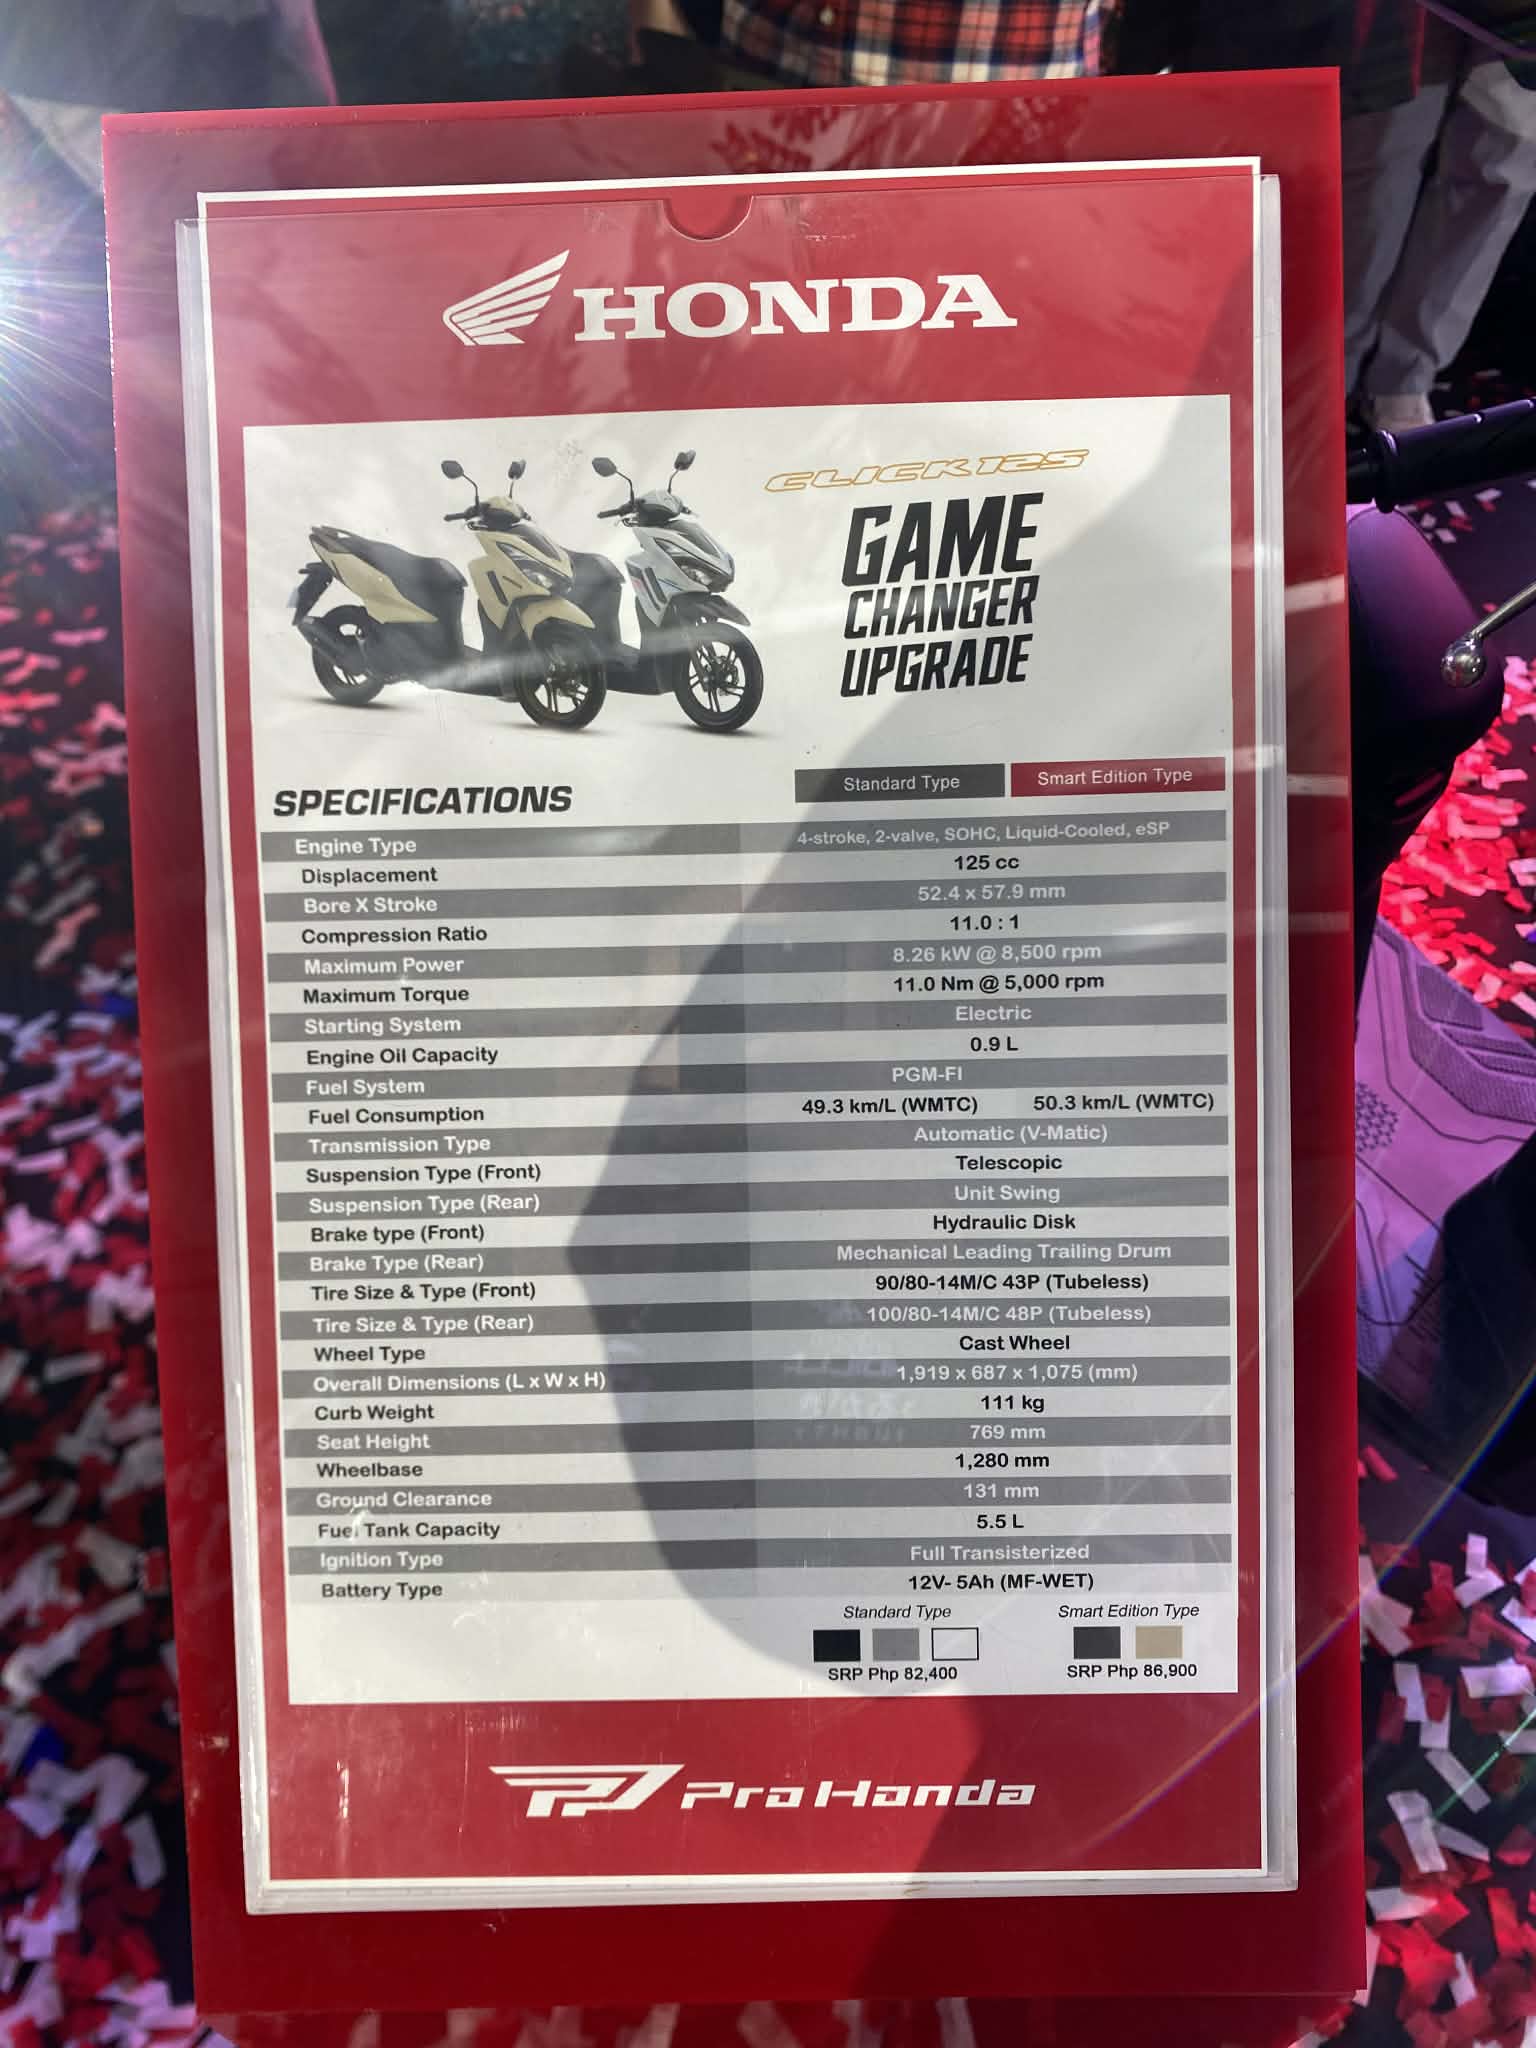 HONDA
CLICK125
GAME
CHANGER
UPGRADE
SPECIFICATIONS Standard Type Smart Edition Type
Engine Type 4-stroke, 2-valve, SOHC, Liquid-Cooled, eSP
Displacement 125 cc
Bore X Stroke 52.4 x 57.9 mm
Compression Ratio 11.0 : 1
Maximum Power 8.26 kW @ 8,500 rpm
Maximum Torque 11.0 Nm @ 5,000 rpm
Starting System Electric
Engine Oil Capacity 0.9 L
Fuel System PGM-FI
Fuel Consumption 49.3 km/L (WMTC) 50.3 km/L (WMTC)
Transmission Type Automatic (V-Matic)
Suspension Type (Front) Telescopic
Suspension Type (Rear) Unit Swing
Brake type (Front) Hydraulic Disk
Brake Type (Rear) Mechanical Leading Trailing Drum
Tire Size & Type (Front) 90/80-14M/C 43P (Tubeless)
Tire Size & Type (Rear) 100/80-14M/C 48P (Tubeless)
Wheel Type Cast Wheel
Overall Dimensions (L x W x H) 1,919 x 687 x 1,075 (mm)
Curb Weight 111 kg
Seat Height 769 mm
Wheelbase 1,280 mm
Ground Clearance 131 mm
Fuel Tank Capacity 5.5 L
Ignition Type Full Transisterized
Battery Type 12V- 5Ah (MF-WET)
Standard Type Smart Edition Type
SRP Php 82,400 SRP Php 86,900
Pro Honda